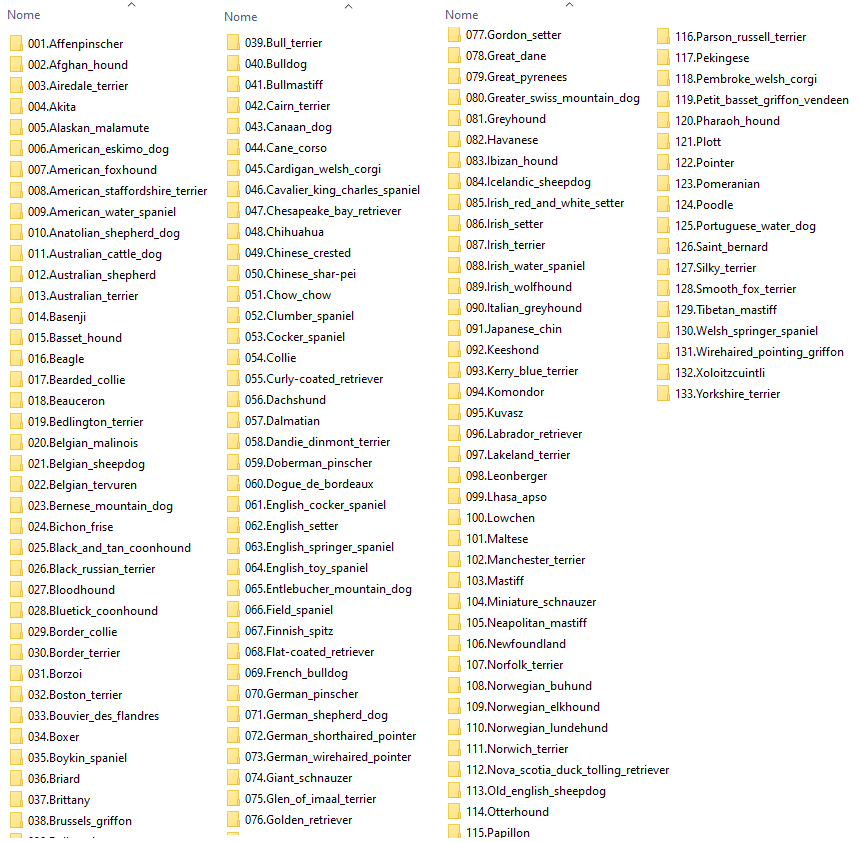 Nome
001.Affenpinscher
002.Afghan_hound
003.Airedale_terrier
004.Akita
005.Alaskan_malamute
006.American_eskimo_dog
007.American_foxhound
008.American_staffordshire_terrier
009.American_water_spaniel
010.Anatolian_shepherd_dog
011.Australian_cattle_dog
012.Australian_shepherd
013.Australian_terrier
014.Basenji
015.Basset_hound
016.Beagle
017.Bearded_collie
018.Beauceron
019.Bedlington_terrier
020.Belgian_malinois
021.Belgian_sheepdog
022.Belgian_tervuren
023.Bernese_mountain_dog
024.Bichon_frise
025.Black_and_tan_coonhound
026.Black_russian_terrier
027.Bloodhound
028.Bluetick_coonhound
029.Border_collie
030.Border_terrier
031.Borzoi
032.Boston_terrier
033.Bouvier_des_flandres
034.Boxer
035.Boykin_spaniel
036.Briard
037.Brittany
038.Brussels_griffon
Nome
039.Bull_terrier
040.Bulldog
041.Bullmastiff
042.Cairn_terrier
043.Canaan_dog
044.Cane_corso
045.Cardigan_welsh_corgi
046.Cavalier_king_charles_spaniel
047.Chesapeake_bay_retriever
048.Chihuahua
049.Chinese_crested
050.Chinese_shar-pei
051.Chow_chow
052.Clumber_spaniel
053.Cocker_spaniel
054.Collie
055.Curly-coated_retriever
056.Dachshund
057.Dalmatian
058.Dandie_dinmont_terrier
059.Doberman_pinscher
060.Dogue_de_bordeaux
061.English_cocker_spaniel
062.English_setter
063.English_springer_spaniel
064.English_toy_spaniel
065.Entlebucher_mountain_dog
066.Field_spaniel
067.Finnish_spitz
068.Flat-coated_retriever
069.French_bulldog
070.German_pinscher
071.German_shepherd_dog
072.German_shorthaired_pointer
073.German_wirehaired_pointer
074.Giant_schnauzer
075.Glen_of_imaal_terrier
076.Golden_retriever
Nome
077.Gordon_setter
078.Great_dane
079.Great_pyrenees
080.Greater_swiss_mountain_dog
081.Greyhound
082.Havanese
083.Ibizan_hound
084.Icelandic_sheepdog
085.Irish_red_and_white_setter
086.Irish_setter
087.Irish_terrier
088.Irish_water_spaniel
089.Irish_wolfhound
090.Italian_greyhound
091.Japanese_chin
092.Keeshond
093.Kerry_blue_terrier
094.Komondor
095.Kuvasz
096.Labrador_retriever
097.Lakeland_terrier
098.Leonberger
099.Lhasa_apso
100.Lowchen
101.Maltese
102.Manchester_terrier
103.Mastiff
104.Miniature_schnauzer
105.Neapolitan_mastiff
106.Newfoundland
107.Norfolk_terrier
108.Norwegian_buhund
109.Norwegian_elkhound
110.Norwegian_lundehund
111.Norwich_terrier
112.Nova_scotia_duck_tolling_retriever
113.Old_english_sheepdog
114.Otterhound
115.Papillon
116.Parson_russell_terrier
117.Pekingese
118.Pembroke_welsh_corgi
119.Petit_basset_griffon_vendeen
120.Pharaoh_hound
121.Plott
122.Pointer
123.Pomeranian
124.Poodle
125.Portuguese_water_dog
126.Saint_bernard
127.Silky_terrier
128.Smooth_fox_terrier
129.Tibetan_mastiff
130.Welsh_springer_spaniel
131.Wirehaired_pointing_griffon
132.Xoloitzcuintli
133.Yorkshire_terrier